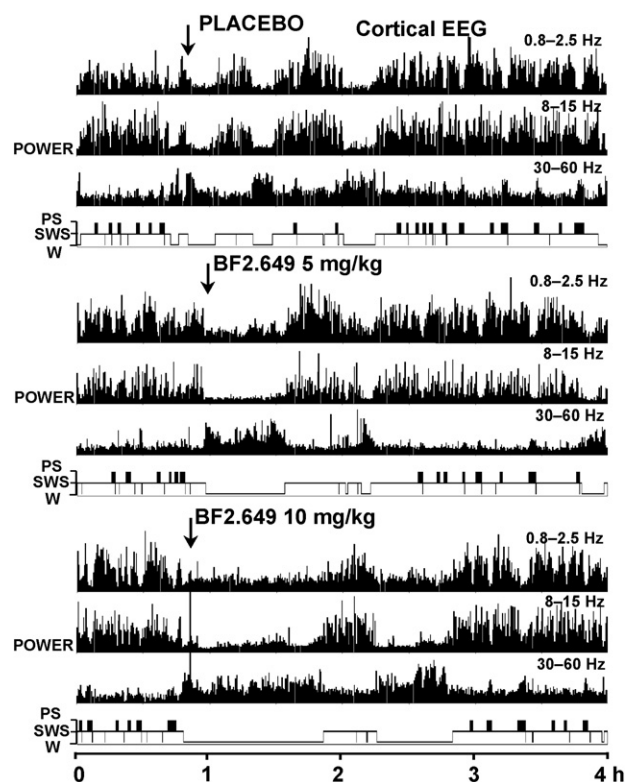 PLACEBO
Cortical EEG
0.8–2.5 Hz
8–15 Hz
POWER
30–60 Hz
PS
SWS
W
BF2.649 5 mg/kg
0.8–2.5 Hz
8–15 Hz
POWER
30–60 Hz
PS
SWS
W
BF2.649 10 mg/kg
0.8–2.5 Hz
8–15 Hz
POWER
30–60 Hz
PS
SWS
W
0 1 2 3 4 h